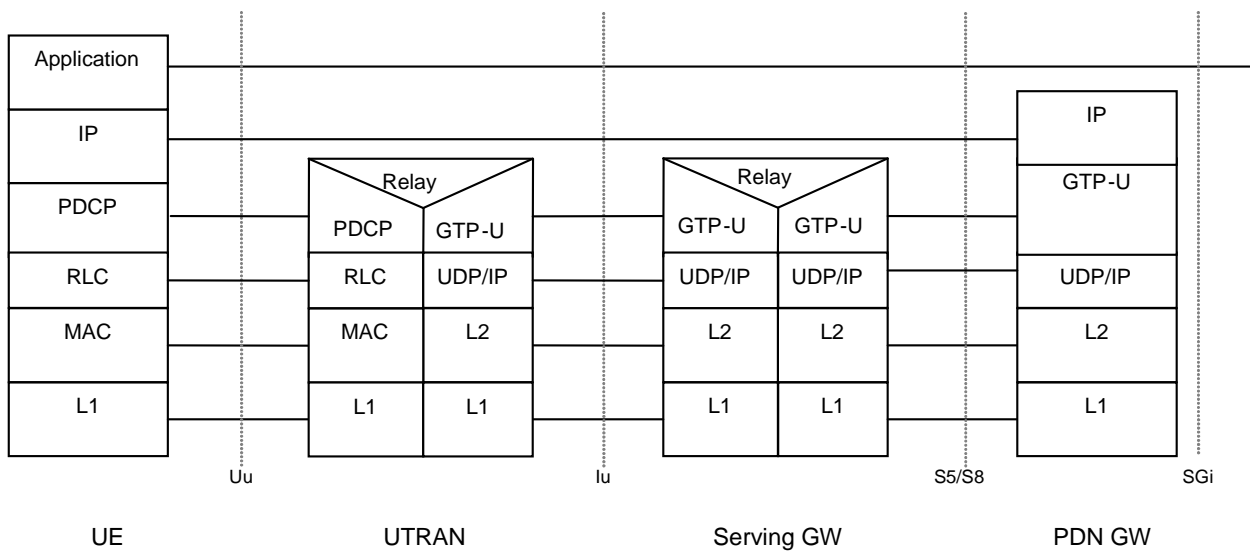 Application
IP
PDCP
RLC
MAC
L1
Relay
PDCP
GTP-U
RLC
UDP/IP
MAC
L2
L1
L1
Relay
GTP-U
GTP-U
UDP/IP
UDP/IP
L2
L2
L1
L1
IP
GTP-U
UDP/IP
L2
L1
Uu
Iu
S5/S8
SGi
UE
UTRAN
Serving GW
PDN GW